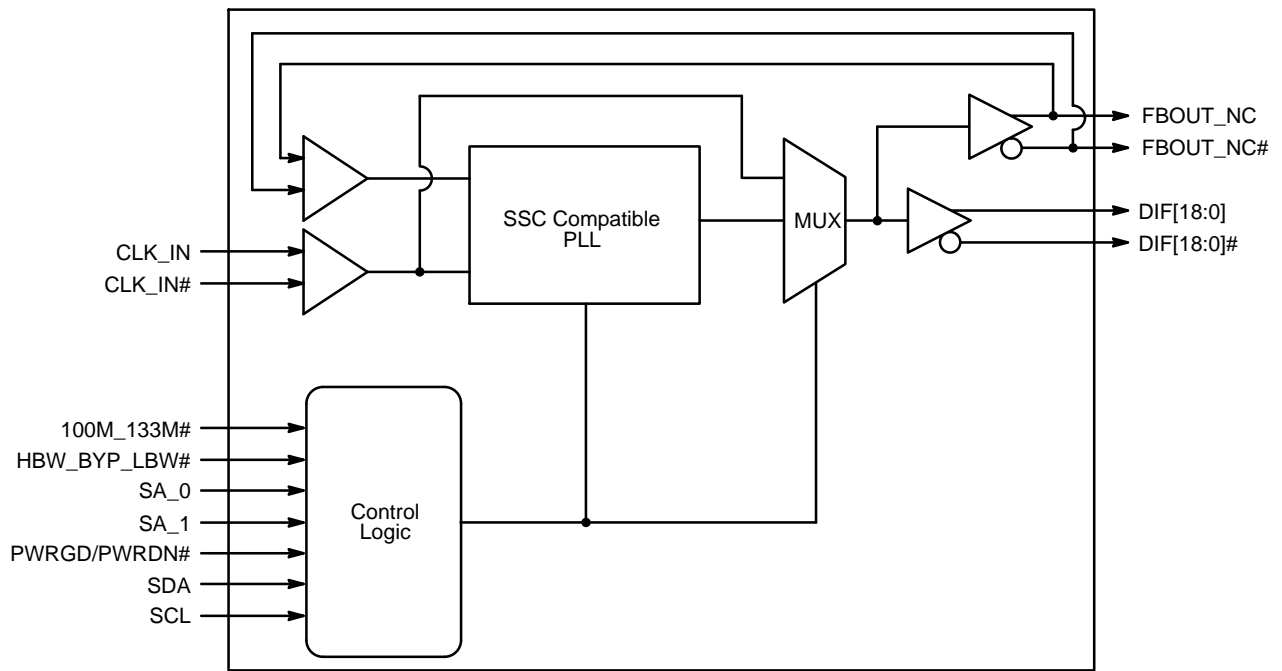 FBOUT_NC
FBOUT_NC#
SSC Compatible
PLL
MUX
DIF[18:0]
DIF[18:0]#
CLK_IN
CLK_IN#
100M_133M#
HBW_BYP_LBW#
SA_0
SA_1
PWRGD/PWRDN#
SDA
SCL
Control
Logic